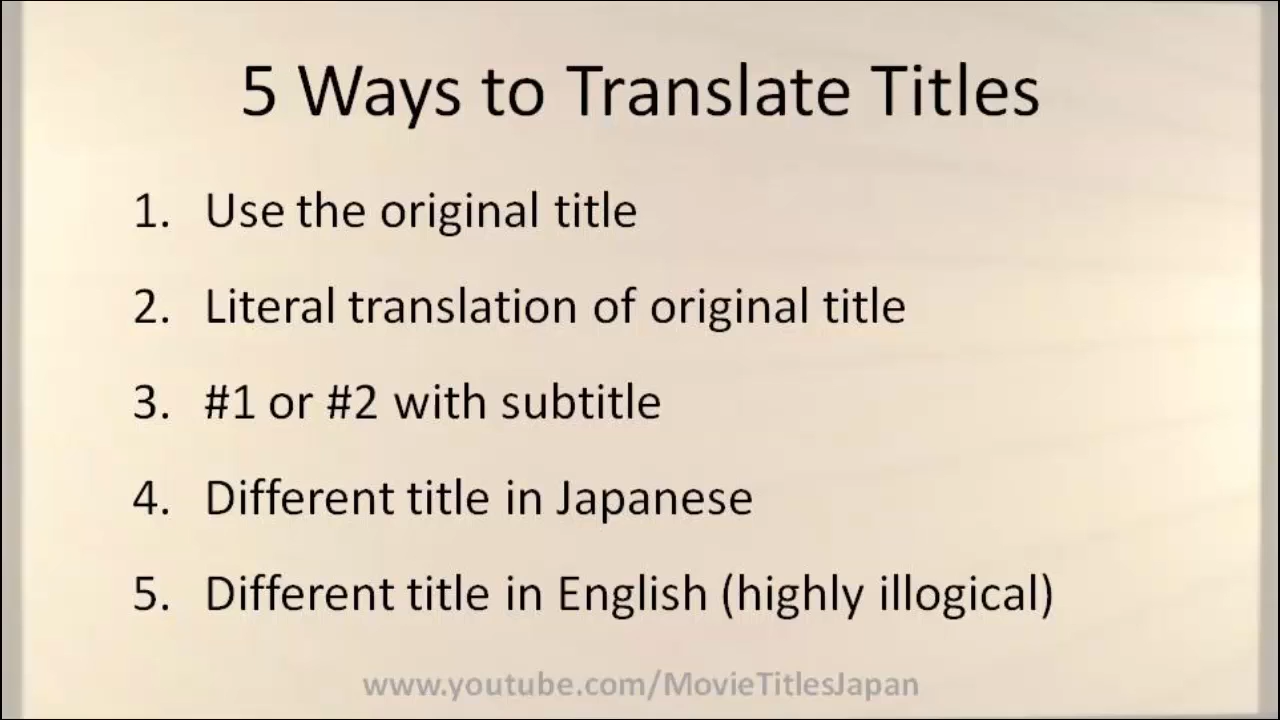 5 Ways to Translate Titles
1. Use the original title
2. Literal translation of original title
3. #1 or #2 with subtitle
4. Different title in Japanese
5. Different title in English (highly illogical)
www.youtube.com/MovieTitlesJapan